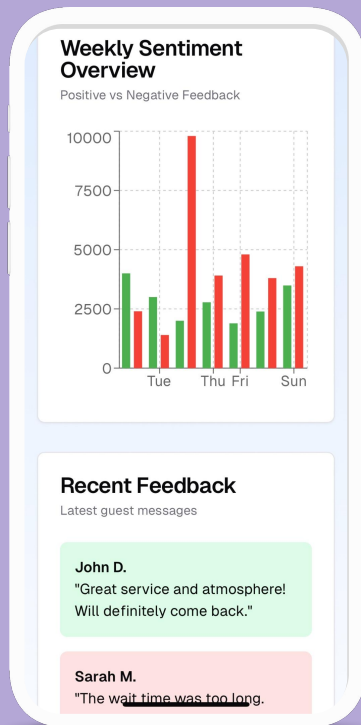 Weekly Sentiment
Overview
Positive vs Negative Feedback
10000
7500
5000
2500
0
Tue Thu Fri Sun
Recent Feedback
Latest guest messages
John D.
"Great service and atmosphere!
Will definitely come back."
Sarah M.
"The wait time was too long.